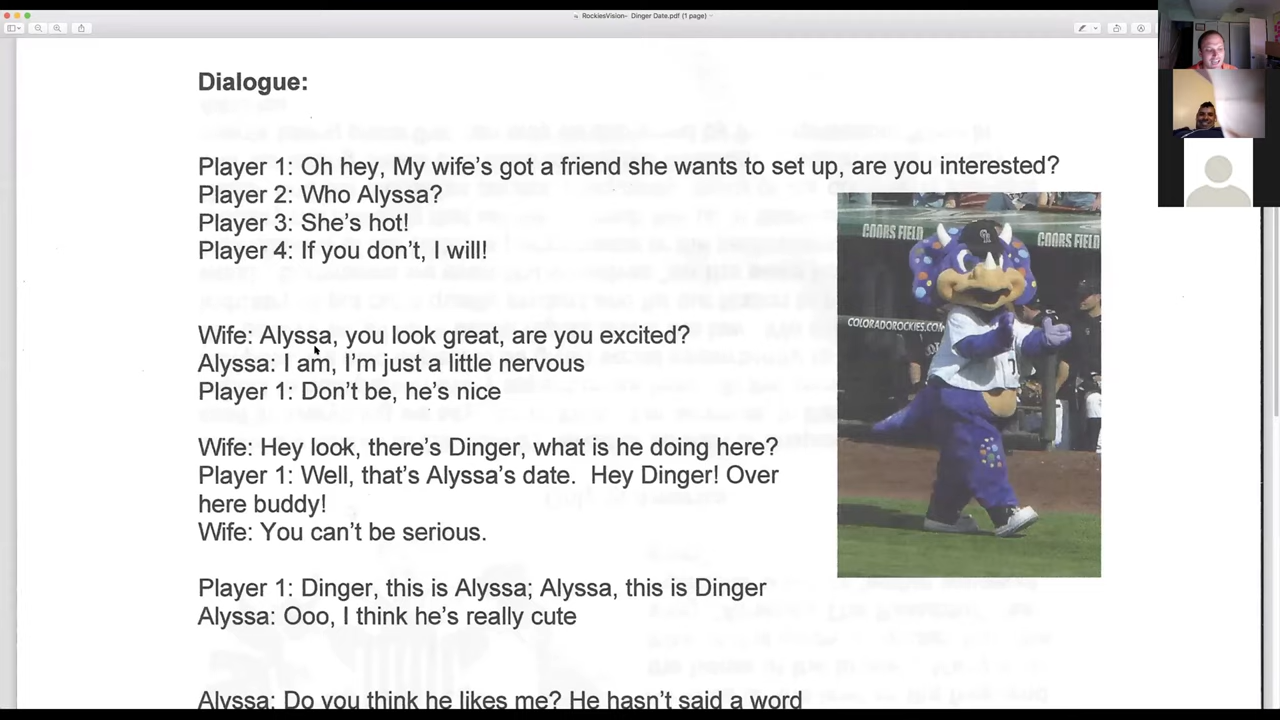 RockiesVision- Dinger Date.pdf (1 page)
Dialogue:
Player 1: Oh hey, My wife's got a friend she wants to set up, are you interested?
Player 2: Who Alyssa?
Player 3: She's hot!
Player 4: If you don't, I will!
COORS FIELD
COORS FIELD
COLORADOROCKIES.COM
CR
Wife: Alyssa, you look great, are you excited?
Alyssa: I am, I'm just a little nervous
Player 1: Don't be, he's nice
Wife: Hey look, there's Dinger, what is he doing here?
Player 1: Well, that's Alyssa's date.  Hey Dinger! Over
here buddy!
Wife: You can't be serious.
Player 1: Dinger, this is Alyssa; Alyssa, this is Dinger
Alyssa: Ooo, I think he's really cute
Alyssa: Do you think he likes me? He hasn't said a word